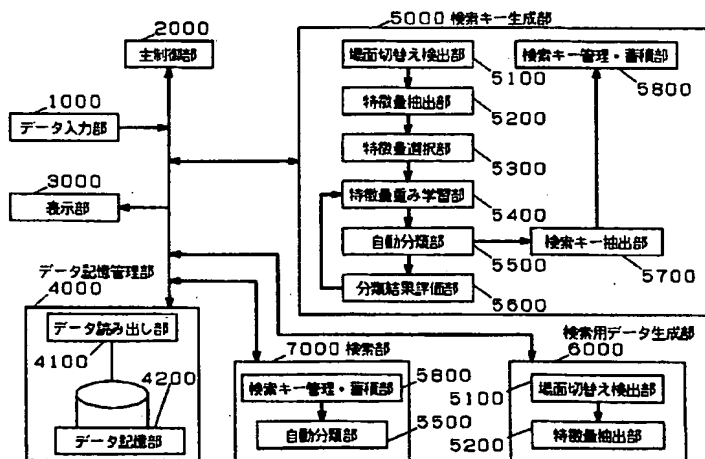 2000
主制御部
1000
データ入力部
3000
表示部
データ記憶管理部
4000
データ読み出し部
4100
4200
データ記憶部
5000 検索キー生成部
場面切替え検出部
5100
特徴量抽出部
5200
特徴量選択部
5300
特徴量重み学習部
5400
自動分類部
5500
分類結果評価部
5600
検索キー管理・蓄積部
5800
検索キー抽出部
5700
7000 検索部
検索キー管理・蓄積部
5800
自動分類部
5500
検索用データ生成部
6000
5100
場面切替え検出部
5200
特徴量抽出部